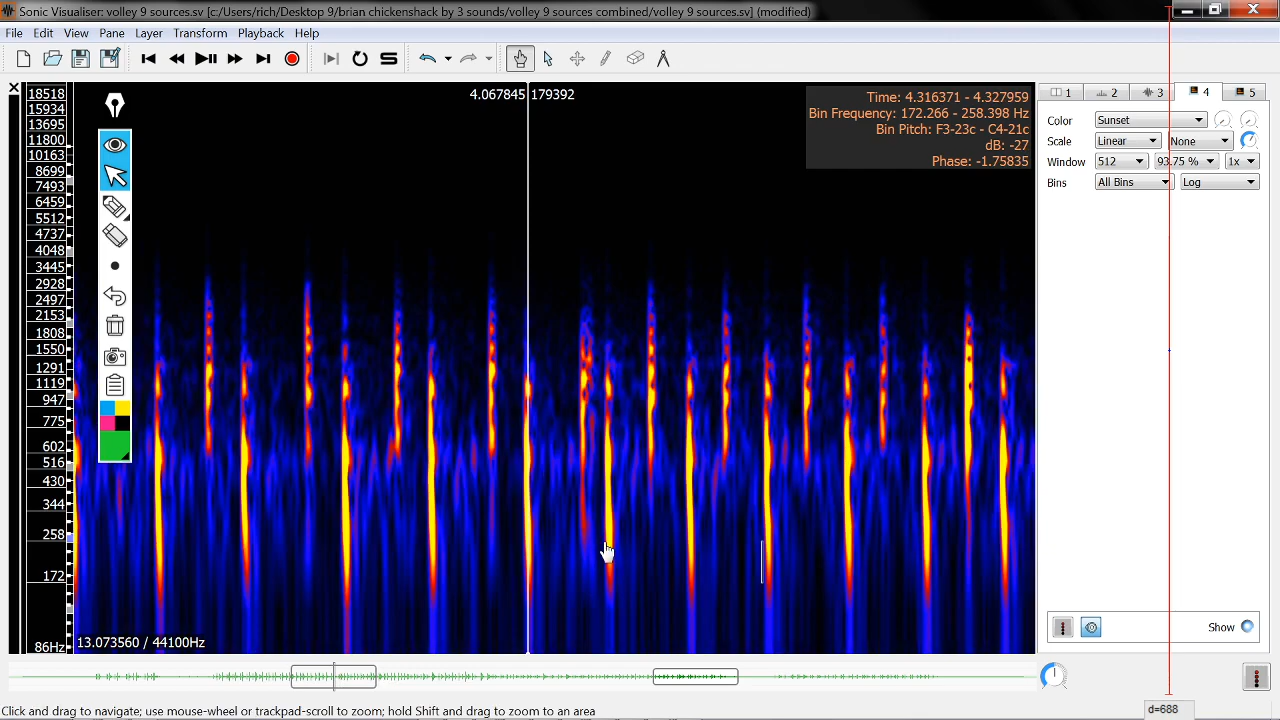 Sonic Visualiser: volley 9 sources.sv [c:/Users/rich/Desktop 9/brian chickenshack by 3 sounds/volley 9 sources combined/volley 9 sources.sv] (modified)
File Edit View Pane Layer Transform Playback Help
18518
15934
13695
11800
10163
8699
7493
6459
5512
4737
4048
3445
2928
2497
2153
1808
1550
1291
1119
947
775
602
516
430
344
258
172
86Hz
4.067845 179392
Time: 4.316371 - 4.327959
Bin Frequency: 172.266 - 258.398 Hz
Bin Pitch: F3-23c - C4-21c
dB: -27
Phase: -1.75835
13.073560 / 44100Hz
1 2 3 4 5
Color Sunset
Scale Linear None
Window 512 93.75 % 1x
Bins All Bins Log
Show
Click and drag to navigate; use mouse-wheel or trackpad-scroll to zoom; hold Shift and drag to zoom to an area
d=688